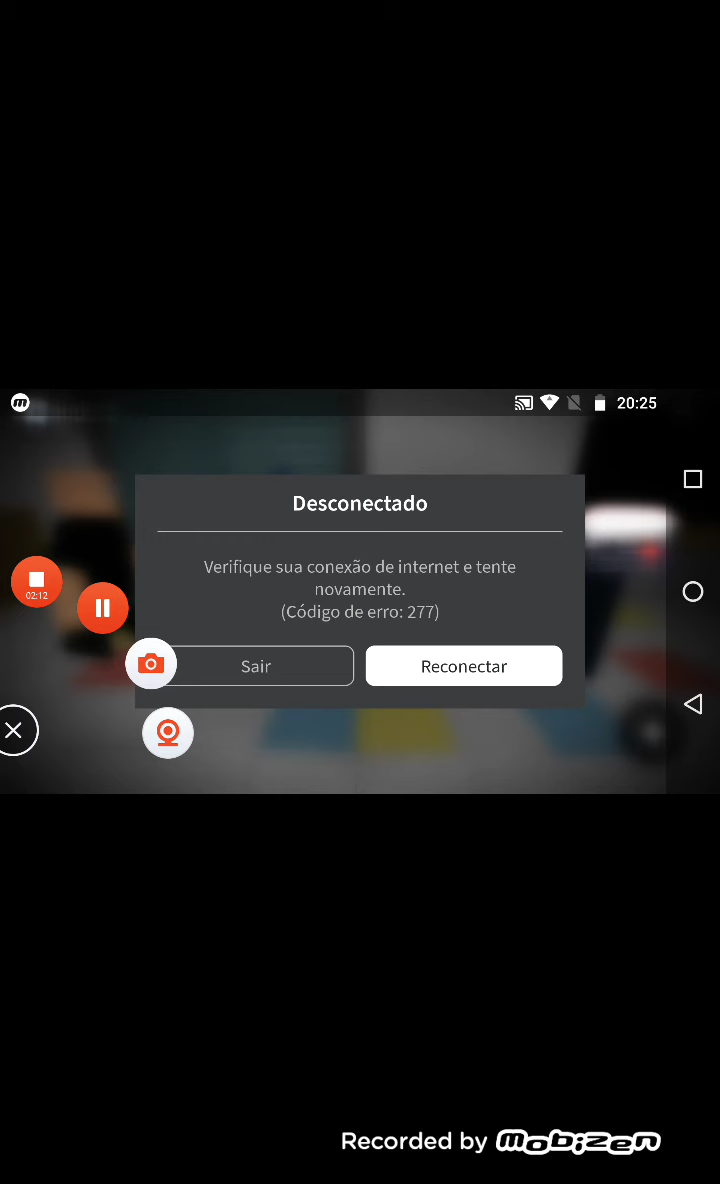 20:25
Desconectado
Verifique sua conexão de internet e tente
novamente.
(Código de erro: 277)
02:12
Sair
Reconectar
Recorded by mobizen